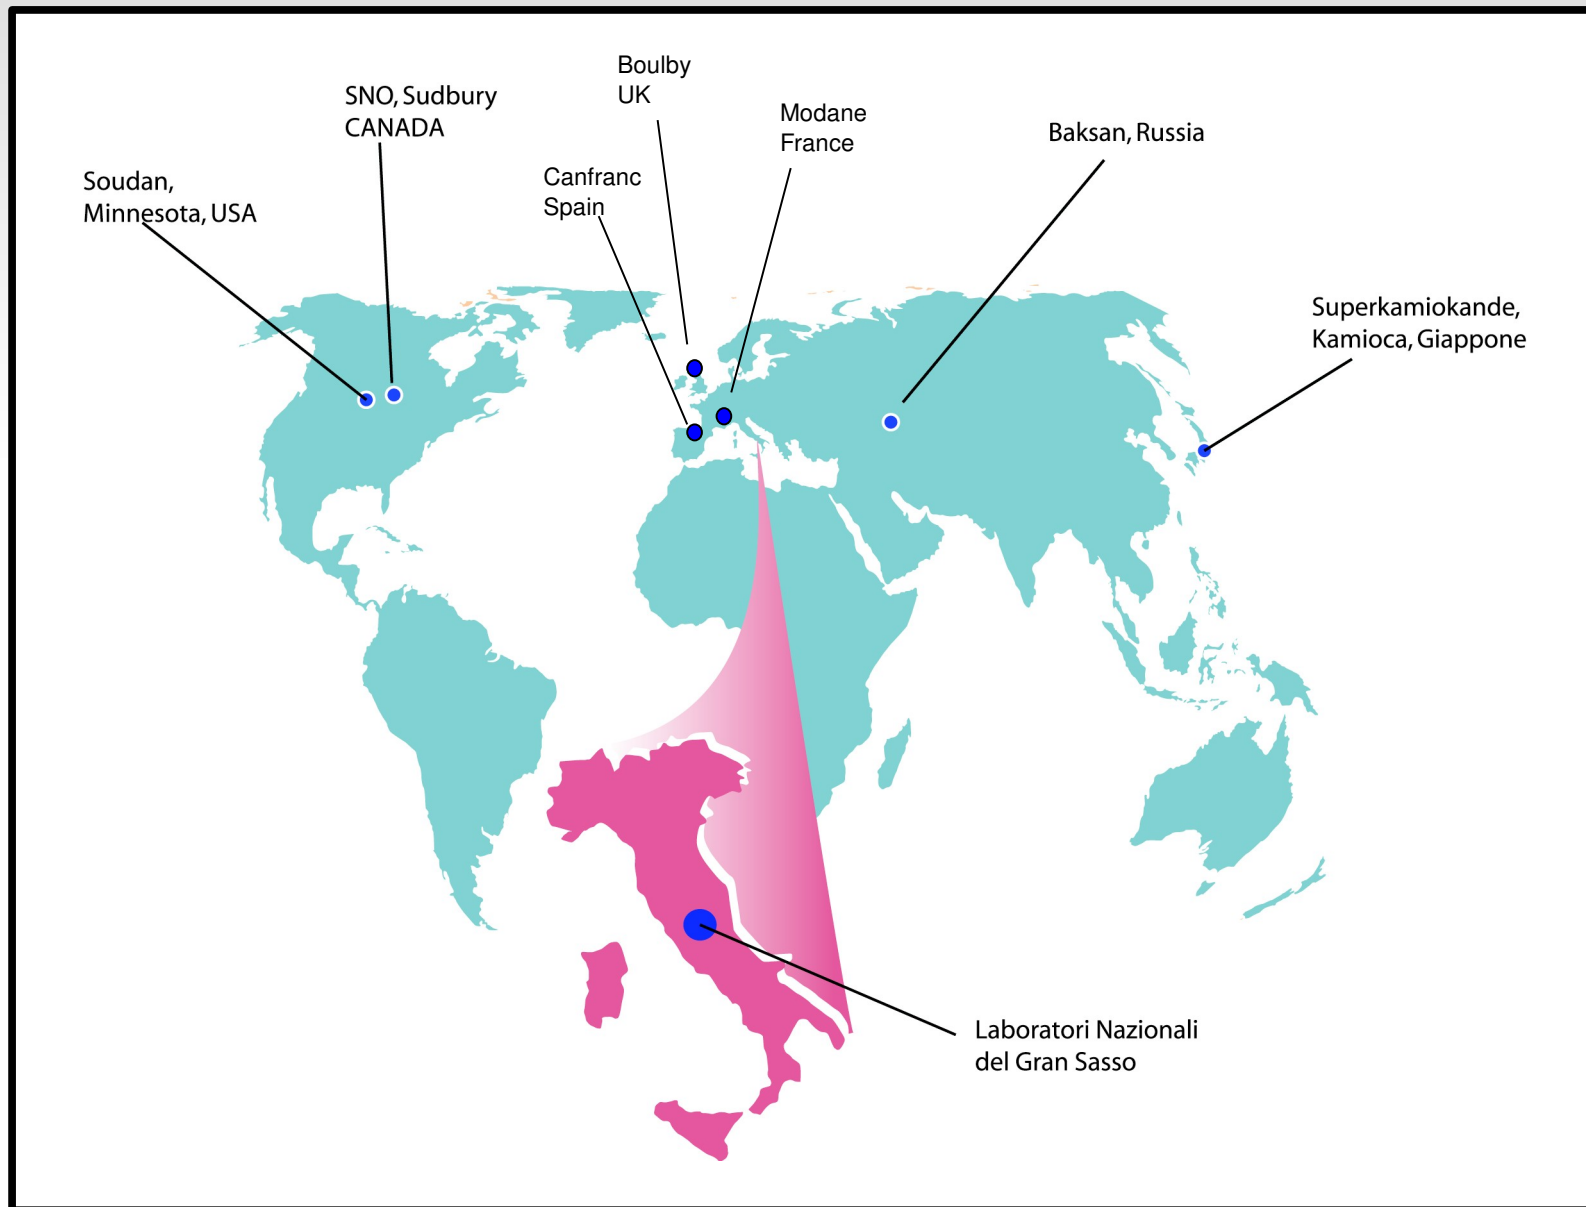 Boulby
UK
SNO, Sudbury
CANADA
Modane
France
Baksan, Russia
Canfranc
Spain
Soudan,
Minnesota, USA
Superkamiokande,
Kamioca, Giappone
Laboratori Nazionali
del Gran Sasso